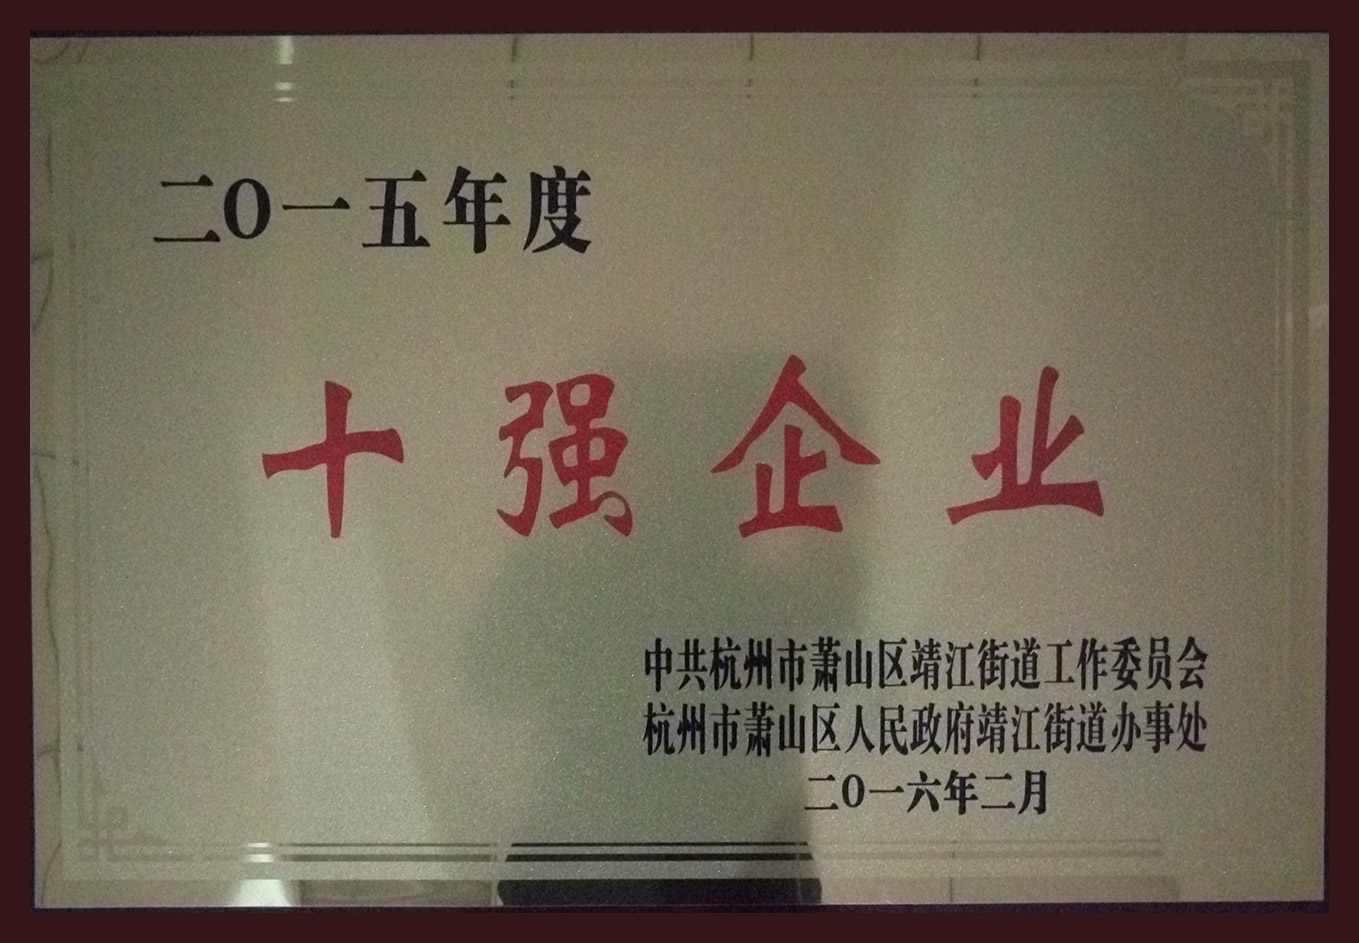 二〇一五年度
十强企业
中共杭州市萧山区靖江街道工作委员会
杭州市萧山区人民政府靖江街道办事处
二〇一六年二月